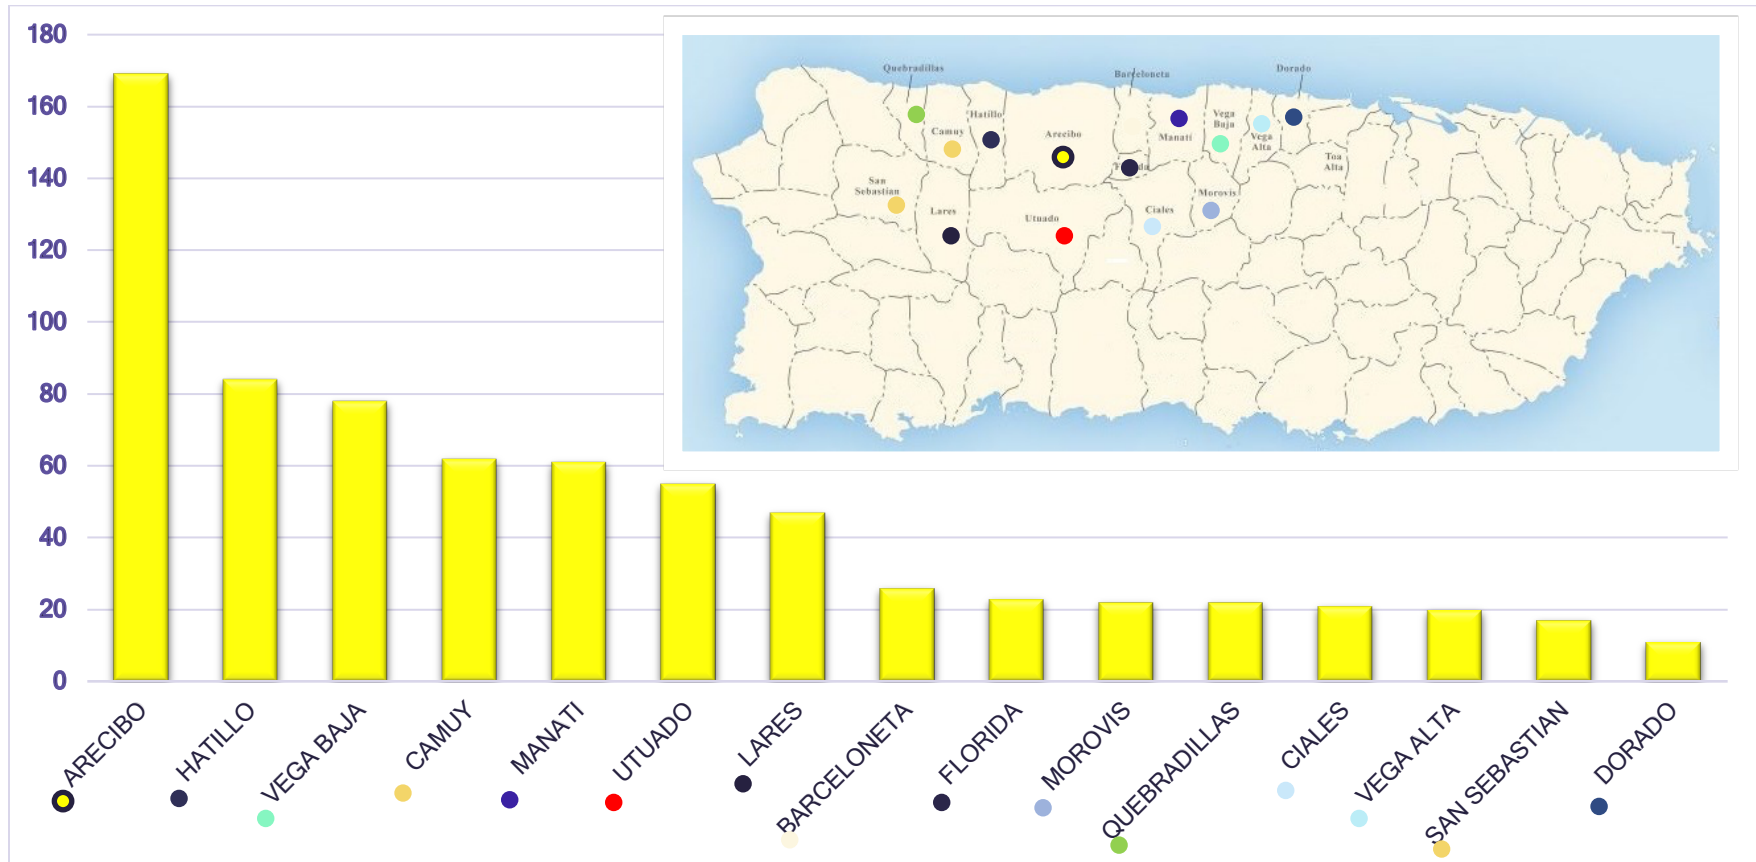 180
160
140
120
100
80
60
40
20
0
Quebradillas
Barceloneta
Dorado
Hatillo
Camuy
Arecibo
Manatí
Vega
Baja
Vega
Alta
Toa
Alta
San
Sebastían
Lares
Utuado
Ciales
Morovis
ARECIBO
HATILLO
VEGA BAJA
CAMUY
MANATI
UTUADO
LARES
BARCELONETA
FLORIDA
MOROVIS
QUEBRADILLAS
CIALES
VEGA ALTA
SAN SEBASTIAN
DORADO